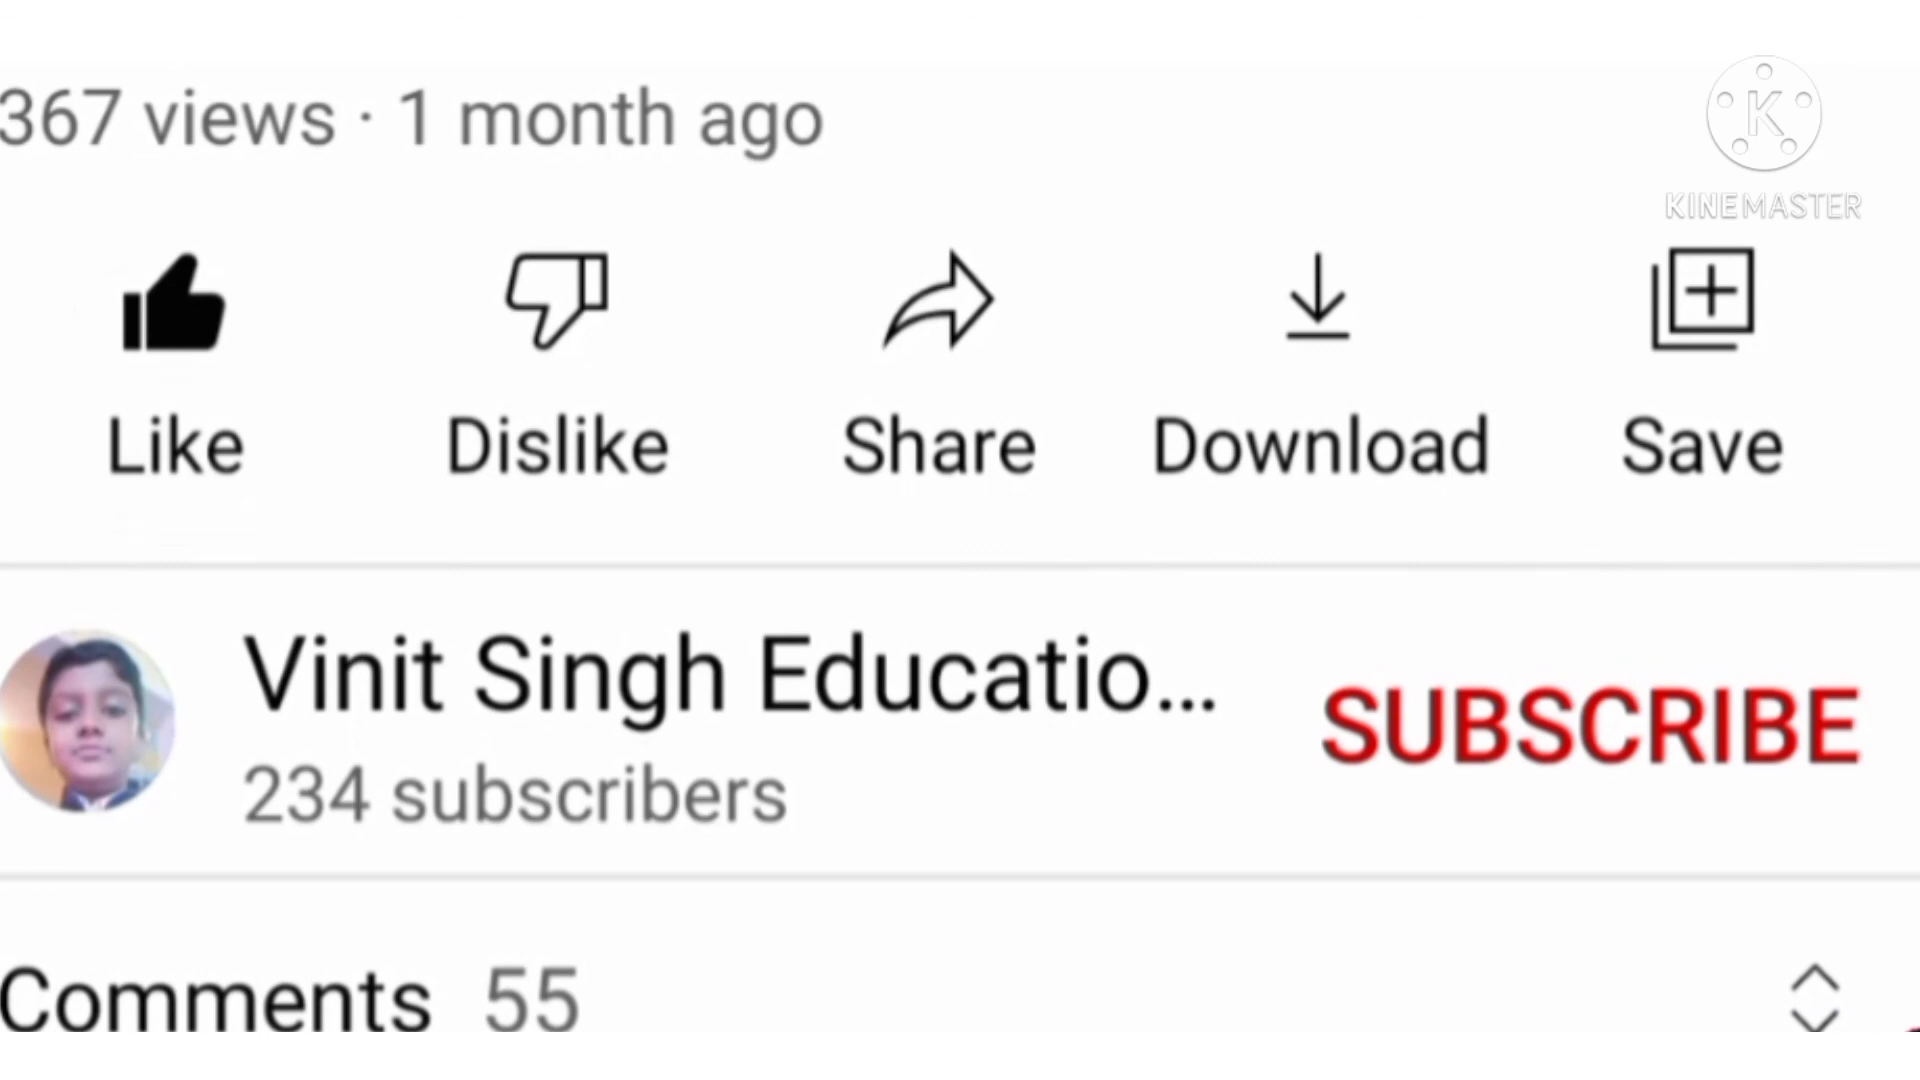 367 views · 1 month ago
K
KINEMASTER
Like Dislike Share Download Save
Vinit Singh Educatio...
SUBSCRIBE
234 subscribers
Comments 55